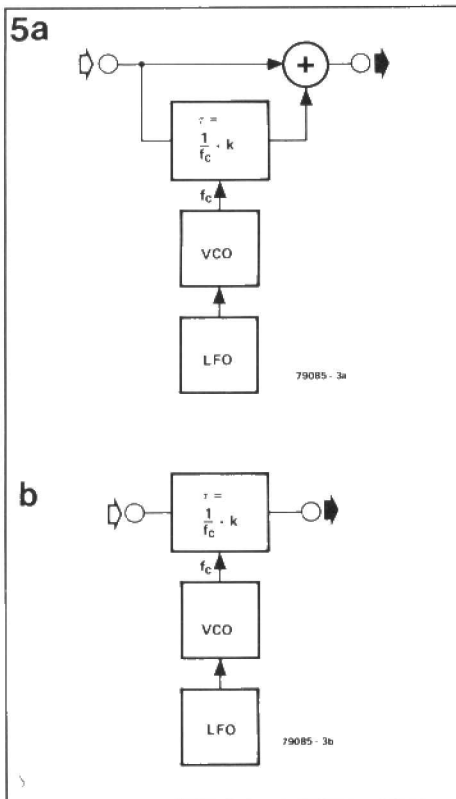 5a
+
τ =
1/fc · k
fc
VCO
LFO
79085 - 3a
b
τ =
1/fc · k
fc
VCO
LFO
79085 - 3b